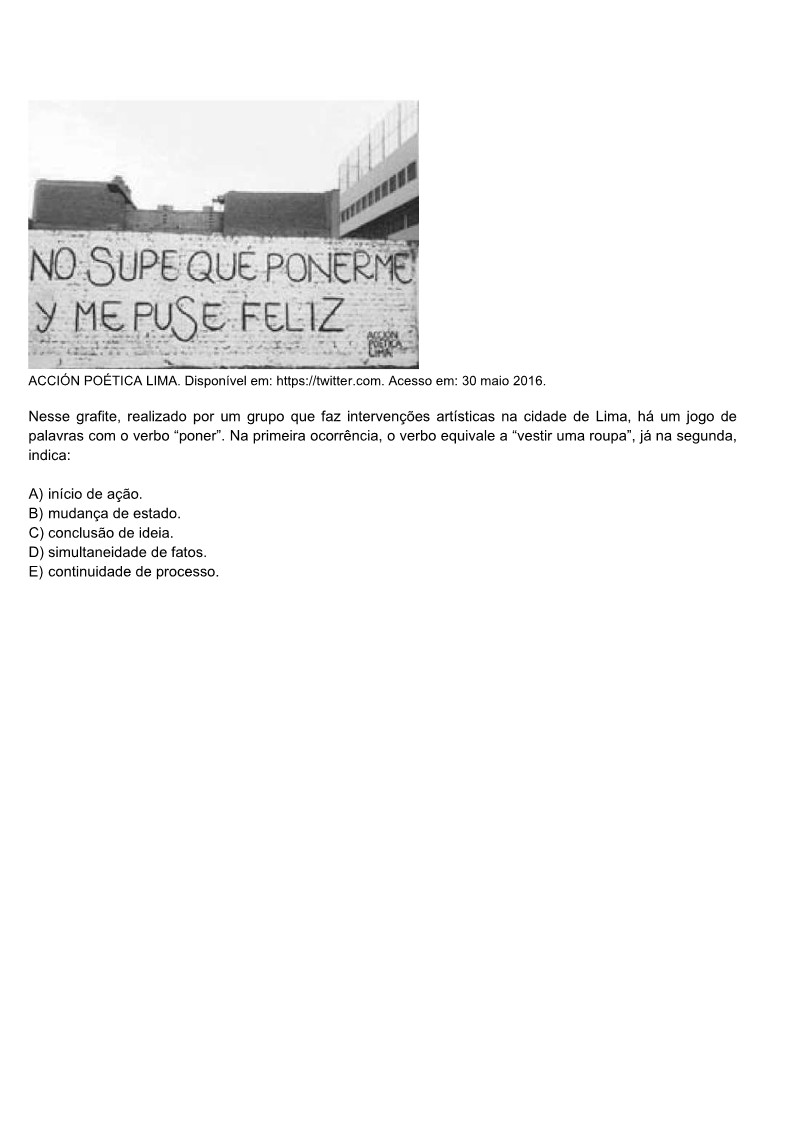 NO SUPE QUÉ PONERME
Y ME PUSE FELIZ
ACCIÓN
POÉTICA
LIMA
ACCIÓN POÉTICA LIMA. Disponível em: https://twitter.com. Acesso em: 30 maio 2016.
Nesse grafite, realizado por um grupo que faz intervenções artísticas na cidade de Lima, há um jogo de
palavras com o verbo “poner”. Na primeira ocorrência, o verbo equivale a “vestir uma roupa”, já na segunda,
indica:
A) início de ação.
B) mudança de estado.
C) conclusão de ideia.
D) simultaneidade de fatos.
E) continuidade de processo.